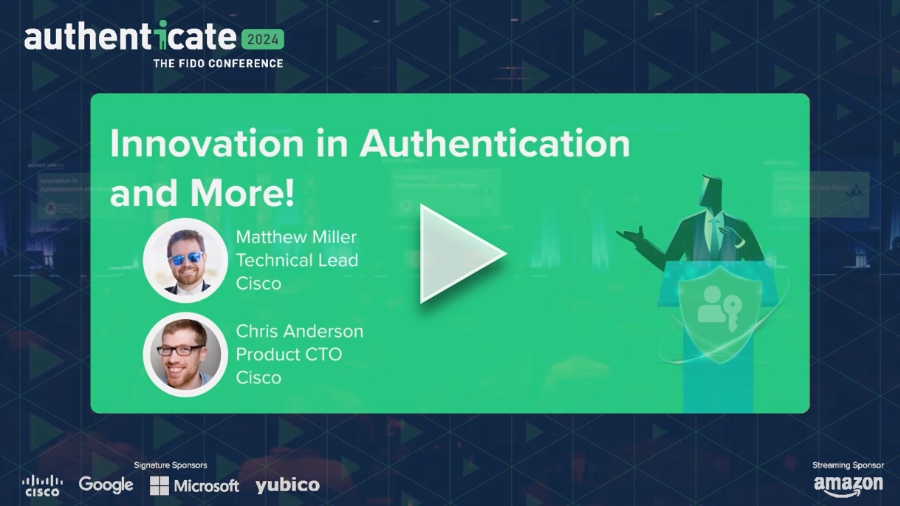 authenticate 2024
THE FIDO CONFERENCE
Innovation in Authentication
and More!
Matthew Miller
Technical Lead
Cisco
Chris Anderson
Product CTO
Cisco
Signature Sponsors
Streaming Sponsor
CISCO Google Microsoft yubico amazon